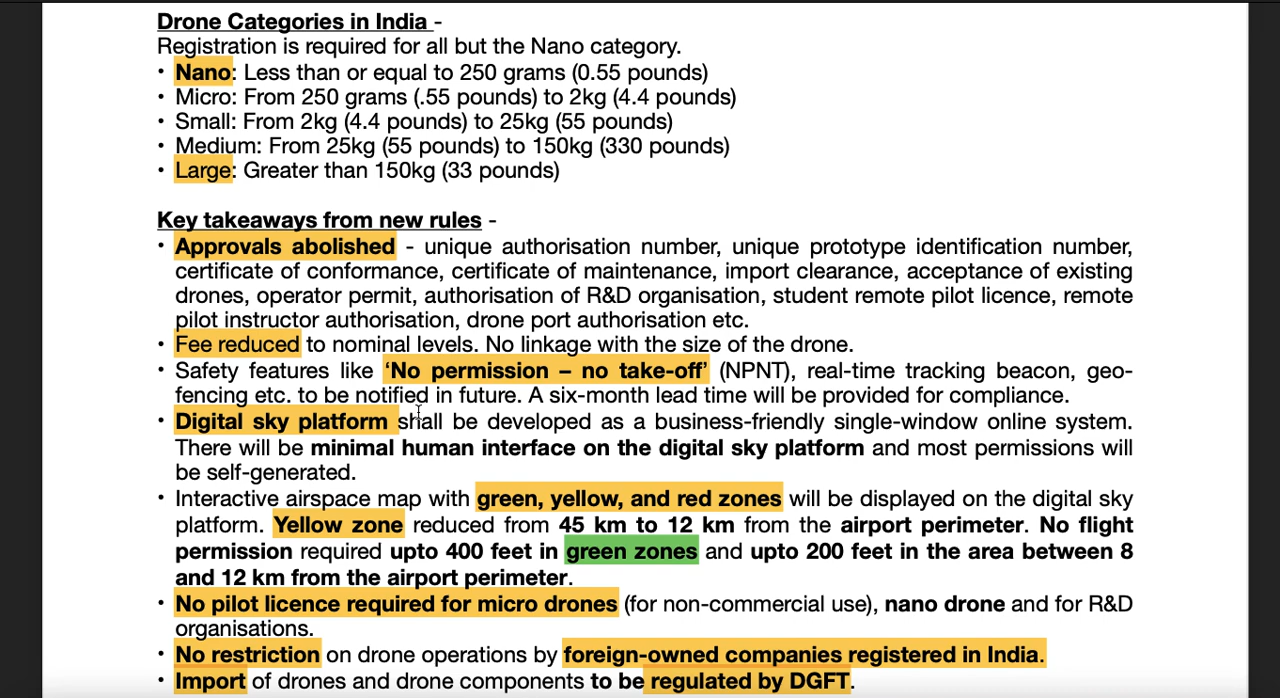 Drone Categories in India -
Registration is required for all but the Nano category.
• Nano: Less than or equal to 250 grams (0.55 pounds)
• Micro: From 250 grams (.55 pounds) to 2kg (4.4 pounds)
• Small: From 2kg (4.4 pounds) to 25kg (55 pounds)
• Medium: From 25kg (55 pounds) to 150kg (330 pounds)
• Large: Greater than 150kg (33 pounds)
Key takeaways from new rules -
• Approvals abolished - unique authorisation number, unique prototype identification number,
certificate of conformance, certificate of maintenance, import clearance, acceptance of existing
drones, operator permit, authorisation of R&D organisation, student remote pilot licence, remote
pilot instructor authorisation, drone port authorisation etc.
• Fee reduced to nominal levels. No linkage with the size of the drone.
• Safety features like ‘No permission – no take-off’ (NPNT), real-time tracking beacon, geo-
fencing etc. to be notified in future. A six-month lead time will be provided for compliance.
• Digital sky platform shall be developed as a business-friendly single-window online system.
There will be minimal human interface on the digital sky platform and most permissions will
be self-generated.
• Interactive airspace map with green, yellow, and red zones will be displayed on the digital sky
platform. Yellow zone reduced from 45 km to 12 km from the airport perimeter. No flight
permission required upto 400 feet in green zones and upto 200 feet in the area between 8
and 12 km from the airport perimeter.
• No pilot licence required for micro drones (for non-commercial use), nano drone and for R&D
organisations.
• No restriction on drone operations by foreign-owned companies registered in India.
• Import of drones and drone components to be regulated by DGFT.